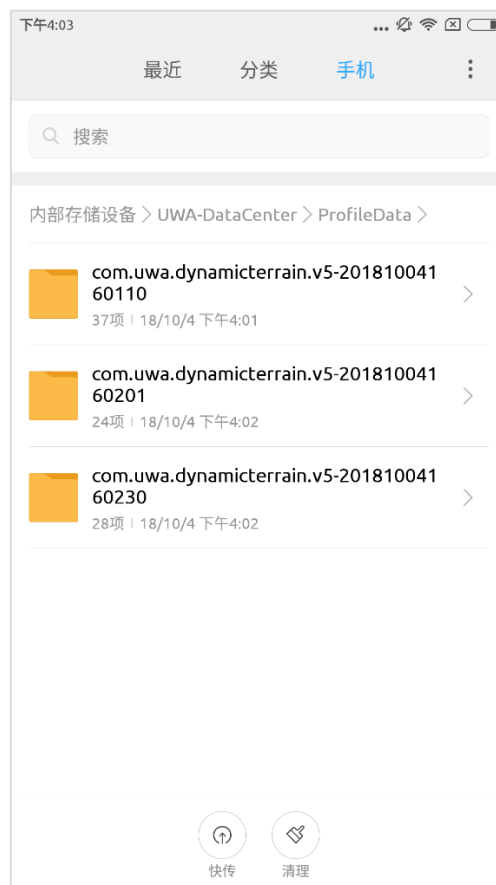 下午4:03 ...
最近 分类 手机
搜索
内部存储设备 > UWA-DataCenter > ProfileData >
com.uwa.dynamicterrain.v5-201810041
60110
37项 | 18/10/4 下午4:01
com.uwa.dynamicterrain.v5-201810041
60201
24项 | 18/10/4 下午4:02
com.uwa.dynamicterrain.v5-201810041
60230
28项 | 18/10/4 下午4:02
快传 清理